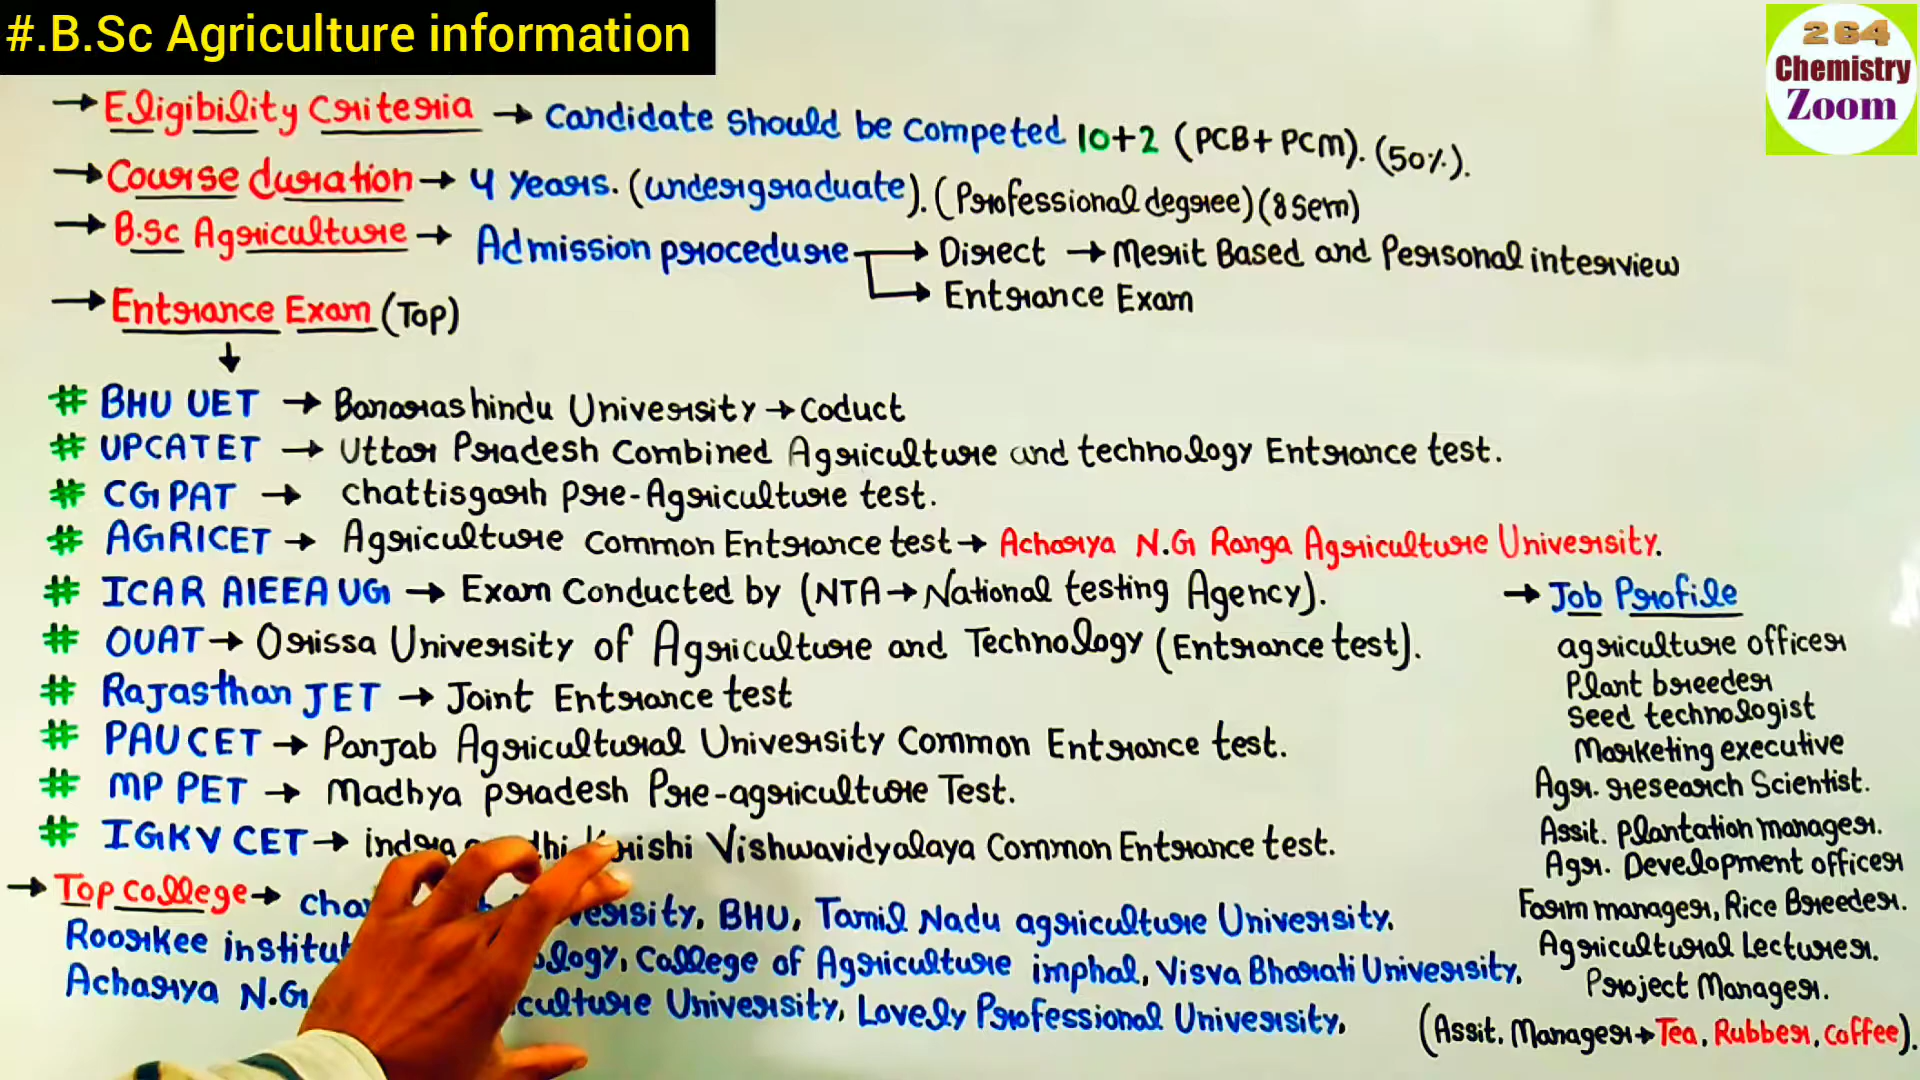 #.B.Sc Agriculture information
264
Chemistry
Zoom
→ Eligibility Criteria → Candidate should be competed 10+2 (PCB+ PCM). (50%).
→ Course duration → 4 years. (undergraduate). (Professional degree) (8 Sem)
→ B.Sc Agriculture → Admission procedure → Direct → Merit Based and Personal interview
→ Entrance Exam
→ Entrance Exam (Top)
↓
# BHU UET → Banaras hindu University → Coduct
# UPCATET → Uttar Pradesh Combined Agriculture and technology Entrance test.
# CG PAT → Chattisgarh Pre-Agriculture test.
# AGRICET → Agriculture Common Entrance test → Acharya N.G Ranga Agriculture University.
# ICAR AIEEA UG → Exam Conducted by (NTA → National testing Agency).
# OUAT → Orissa University of Agriculture and Technology (Entrance test).
# Rajasthan JET → Joint Entrance test
# PAU CET → Panjab Agricultural University Common Entrance test.
# MP PET → Madhya pradesh Pre-agriculture Test.
# IGKV CET → Vishwavidyalaya Common Entrance test.
→ Top college → BHU, Tamil Nadu agriculture University.
Roorkee College of Agriculture imphal, Visva Bharati University,
Acharya N.G University, Lovely Professional University,
→ Job Profile
agriculture officer
Plant breeder
Seed technologist
Marketing executive
Agr. research Scientist.
Assit. Plantation manager.
Agr. Development officer
Farm manager, Rice Breeder.
Agricultural Lecturer.
Project Manager.
(Assit. Manager → Tea, Rubber, Coffee).